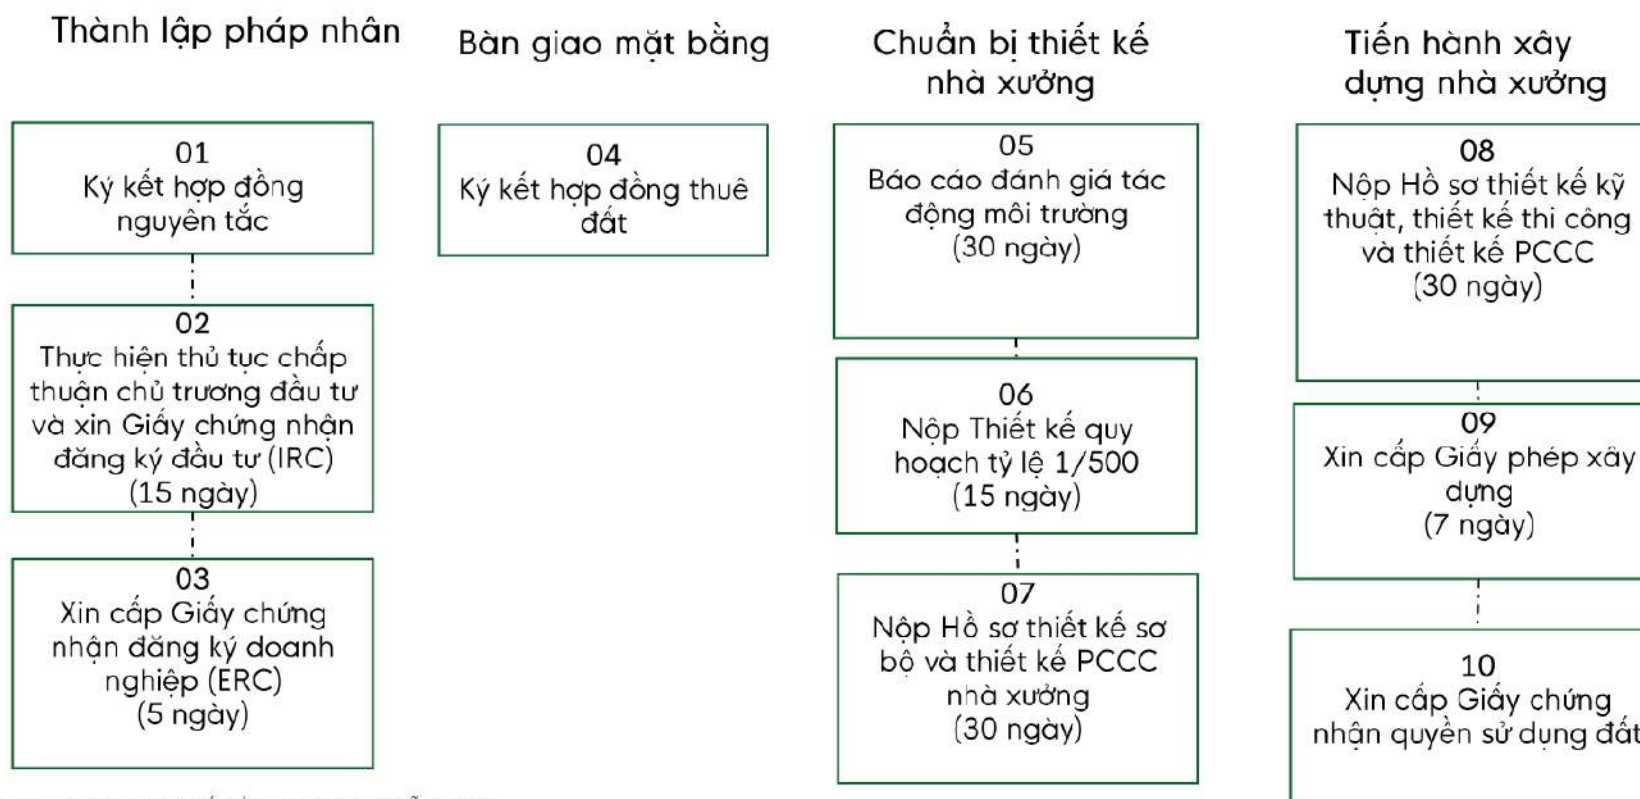 Thành lập pháp nhân
01
Ký kết hợp đồng
nguyên tắc
02
Thực hiện thủ tục chấp
thuận chủ trương đầu tư
và xin Giấy chứng nhận
đăng ký đầu tư (IRC)
(15 ngày)
03
Xin cấp Giấy chứng
nhận đăng ký doanh
nghiệp (ERC)
(5 ngày)
Bàn giao mặt bằng
04
Ký kết hợp đồng thuê
đất
Chuẩn bị thiết kế
nhà xưởng
05
Báo cáo đánh giá tác
động môi trường
(30 ngày)
06
Nộp Thiết kế quy
hoạch tỷ lệ 1/500
(15 ngày)
07
Nộp Hồ sơ thiết kế sơ
bộ và thiết kế PCCC
nhà xưởng
(30 ngày)
Tiến hành xây
dựng nhà xưởng
08
Nộp Hồ sơ thiết kế kỹ
thuật, thiết kế thi công
và thiết kế PCCC
(30 ngày)
09
Xin cấp Giấy phép xây
dựng
(7 ngày)
10
Xin cấp Giấy chứng
nhận quyền sử dụng đất